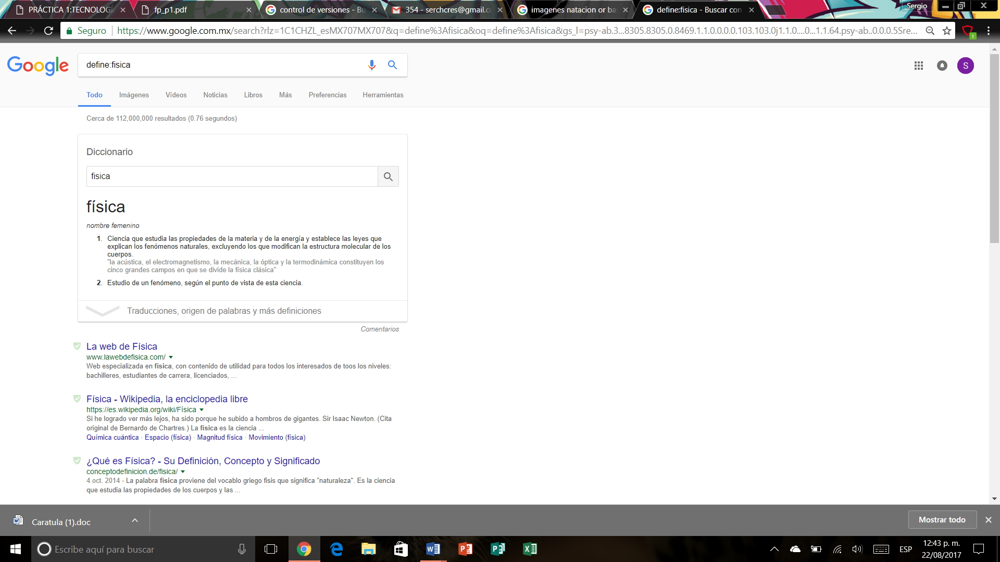 PRÁCTICA 1:TECNOLOGÍ
fp_p1.pdf
control de versiones - Bu
354 - serchcres@gmail.co
imagenes natacion or ba
define:fisica - Buscar con
Sergio
Seguro
https://www.google.com.mx/search?rlz=1C1CHZL_esMX707MX707&q=define%3Afisica&oq=define%3Afisica&gs_l=psy-ab.3...8305.8305.0.8469.1.1.0.0.0.0.103.103.0j1.1.0....0...1.1.64.psy-ab..0.0.0.5Sre...
1
Google
define:fisica
S
Todo Imágenes Vídeos Noticias Libros Más Preferencias Herramientas
Cerca de 112,000,000 resultados (0.76 segundos)
Diccionario
fisica
física
nombre femenino
1. Ciencia que estudia las propiedades de la materia y de la energía y establece las leyes que
explican los fenómenos naturales, excluyendo los que modifican la estructura molecular de los
cuerpos.
"la acústica, el electromagnetismo, la mecánica, la óptica y la termodinámica constituyen los
cinco grandes campos en que se divide la física clásica"
2. Estudio de un fenómeno, según el punto de vista de esta ciencia.
Traducciones, origen de palabras y más definiciones
Comentarios
La web de Física
www.lawebdefisica.com/
Web especializada en física, con contenido de utilidad para todos los interesados de toos los niveles:
bachilleres, estudiantes de carrera, licenciados, ...
Física - Wikipedia, la enciclopedia libre
https://es.wikipedia.org/wiki/Física
Si he logrado ver más lejos, ha sido porque he subido a hombros de gigantes. Sir Isaac Newton. (Cita
original de Bernardo de Chartres.) La física es la ciencia ...
Química cuántica · Espacio (física) · Magnitud física · Movimiento (física)
¿Qué es Física? - Su Definición, Concepto y Significado
conceptodefinicion.de/fisica/
4 oct. 2014 - La palabra física proviene del vocablo griego fisis que significa "naturaleza". Es la ciencia
que estudia las propiedades de los cuerpos y las ...
Caratula (1).doc
Mostrar todo
Escribe aquí para buscar
ESP
12:43 p. m.
22/08/2017